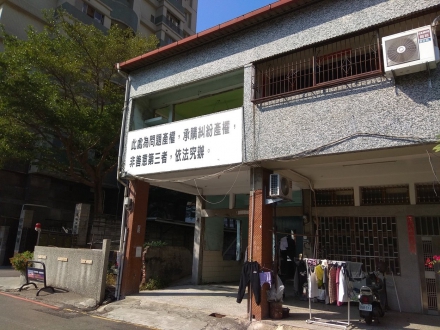 此處為問題產權，承購糾紛產權，
非善意第三者，依法究辦。